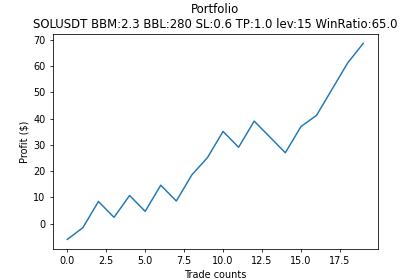 Portfolio
SOLUSDT BBM:2.3 BBL:280 SL:0.6 TP:1.0 lev:15 WinRatio:65.0
70
60
50
40
30
20
10
0
Profit ($)
0.0 2.5 5.0 7.5 10.0 12.5 15.0 17.5
Trade counts